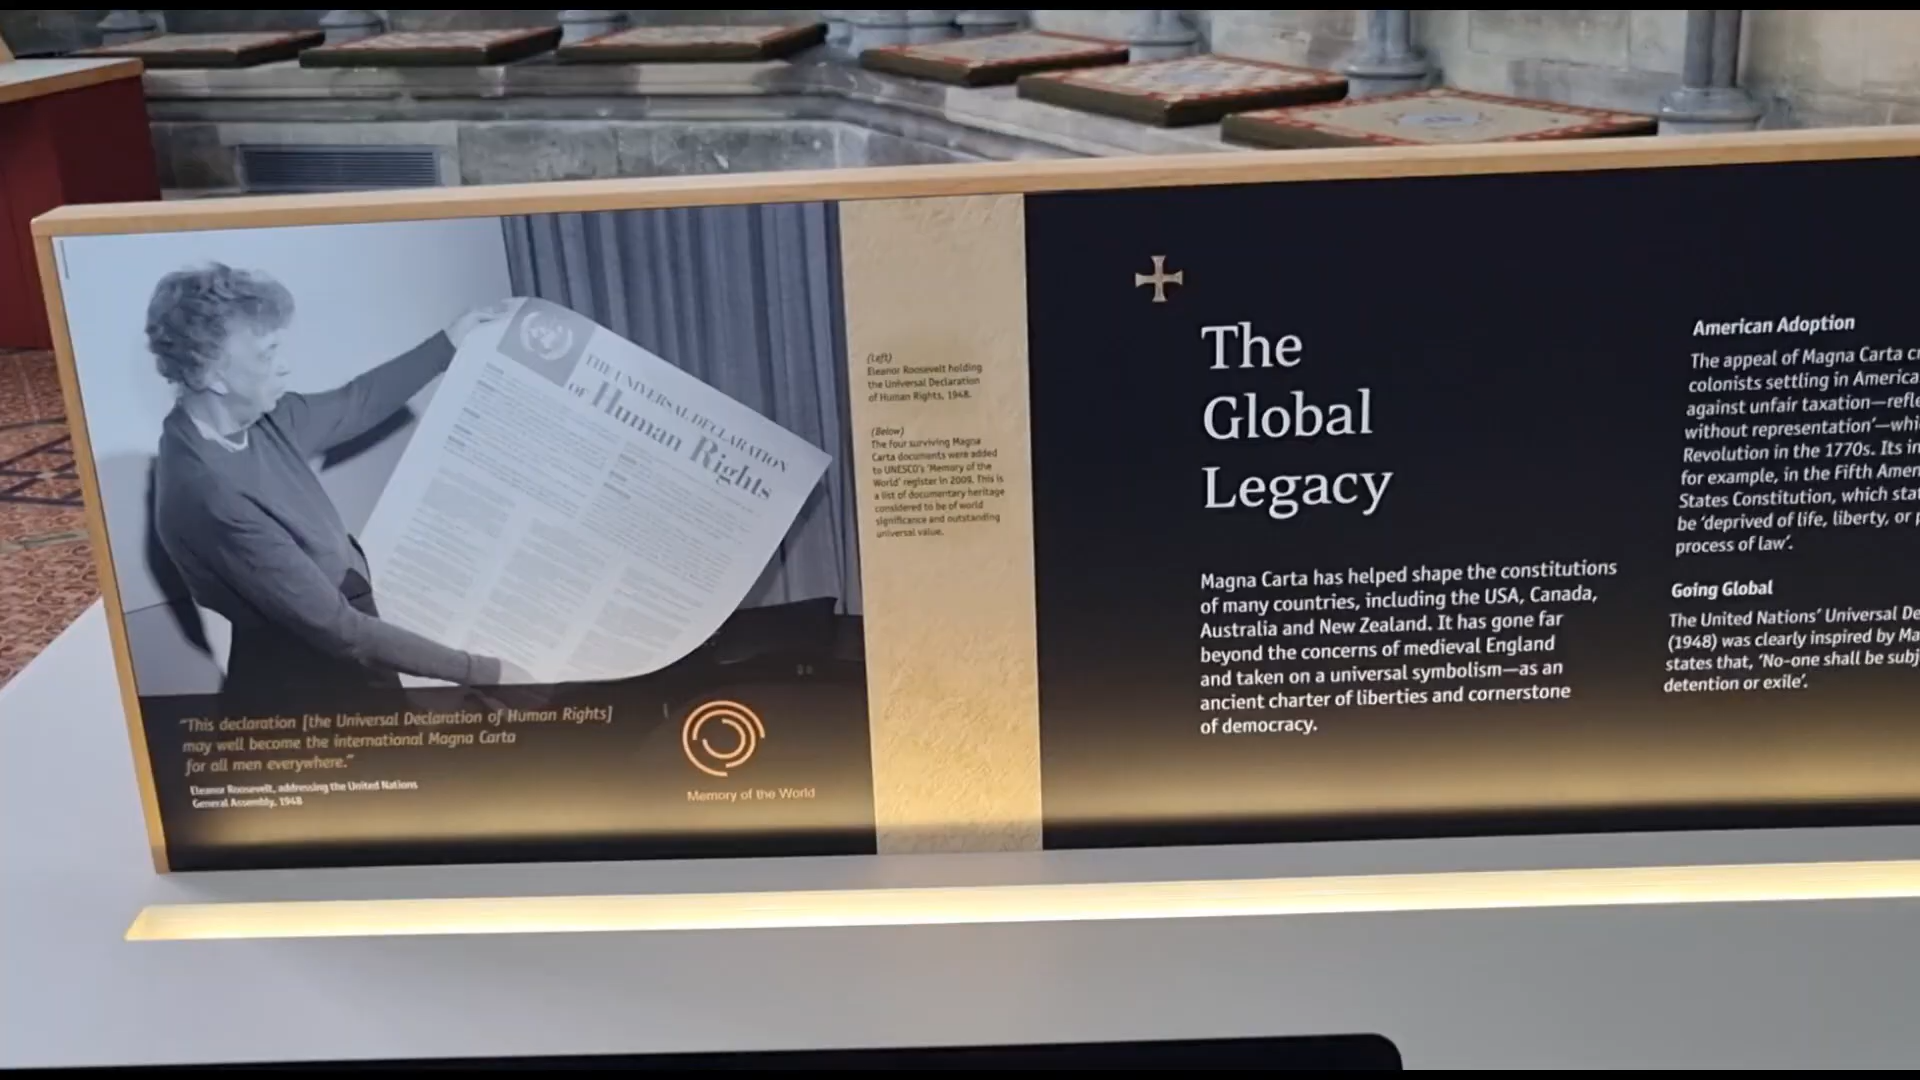 THE UNIVERSAL DECLARATION
OF Human Rights
"This declaration [the Universal Declaration of Human Rights]
may well become the international Magna Carta
for all men everywhere."
Eleanor Roosevelt, addressing the United Nations
General Assembly, 1948
Memory of the World
(Left)
Eleanor Roosevelt holding
the Universal Declaration
of Human Rights, 1948.
(Below)
The four surviving Magna
Carta documents were added
to UNESCO's 'Memory of the
World' register in 2009. This is
a list of documentary heritage
considered to be of world
significance and outstanding
universal value.
The
Global
Legacy
Magna Carta has helped shape the constitutions
of many countries, including the USA, Canada,
Australia and New Zealand. It has gone far
beyond the concerns of medieval England
and taken on a universal symbolism—as an
ancient charter of liberties and cornerstone
of democracy.
American Adoption
The appeal of Magna Carta
colonists settling in America
against unfair taxation—
without representation'—
Revolution in the 1770s. Its
for example, in the Fifth
States Constitution, which
be 'deprived of life, liberty, or
process of law'.
Going Global
The United Nations' Universal
(1948) was clearly inspired by
states that, 'No-one shall be
detention or exile'.